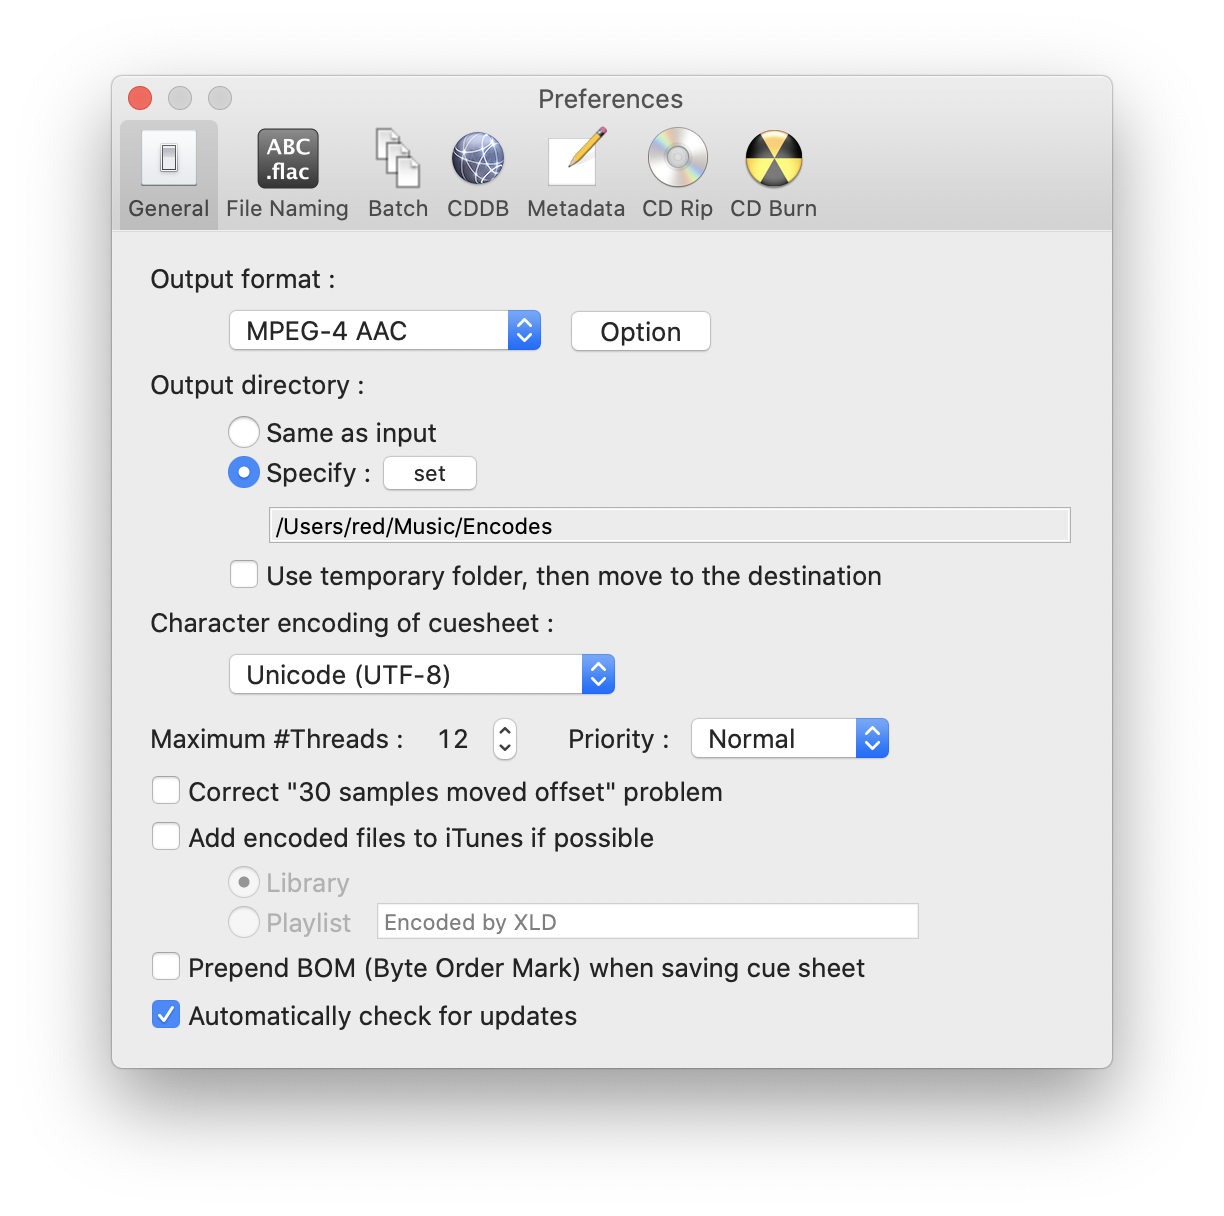 Preferences
ABC
.flac
General File Naming Batch CDDB Metadata CD Rip CD Burn
Output format :
MPEG-4 AAC Option
Output directory :
Same as input
Specify : set
/Users/red/Music/Encodes
Use temporary folder, then move to the destination
Character encoding of cuesheet :
Unicode (UTF-8)
Maximum #Threads : 12 Priority : Normal
Correct "30 samples moved offset" problem
Add encoded files to iTunes if possible
Library
Playlist Encoded by XLD
Prepend BOM (Byte Order Mark) when saving cue sheet
Automatically check for updates